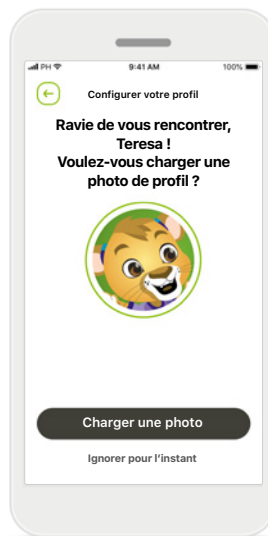 PH 9:41 AM 100%
Configurer votre profil
Ravie de vous rencontrer,
Teresa !
Voulez-vous charger une
photo de profil ?
Charger une photo
Ignorer pour l’instant